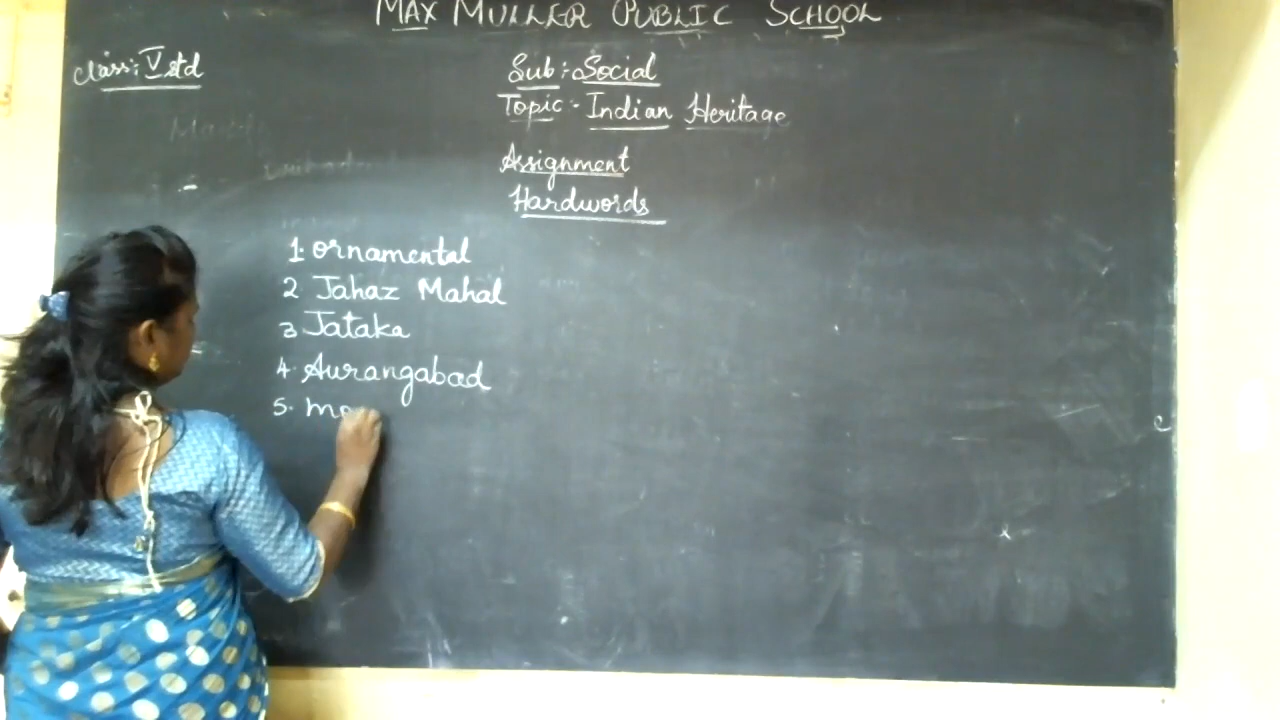 MAX MULLER PUBLIC SCHOOL
Class: V std
Sub:- Social
Topic:- Indian Heritage
Assignment
Hardwords
1. Ornamental
2 Jahaz Mahal
3 Jataka
4. Aurangabad
5.